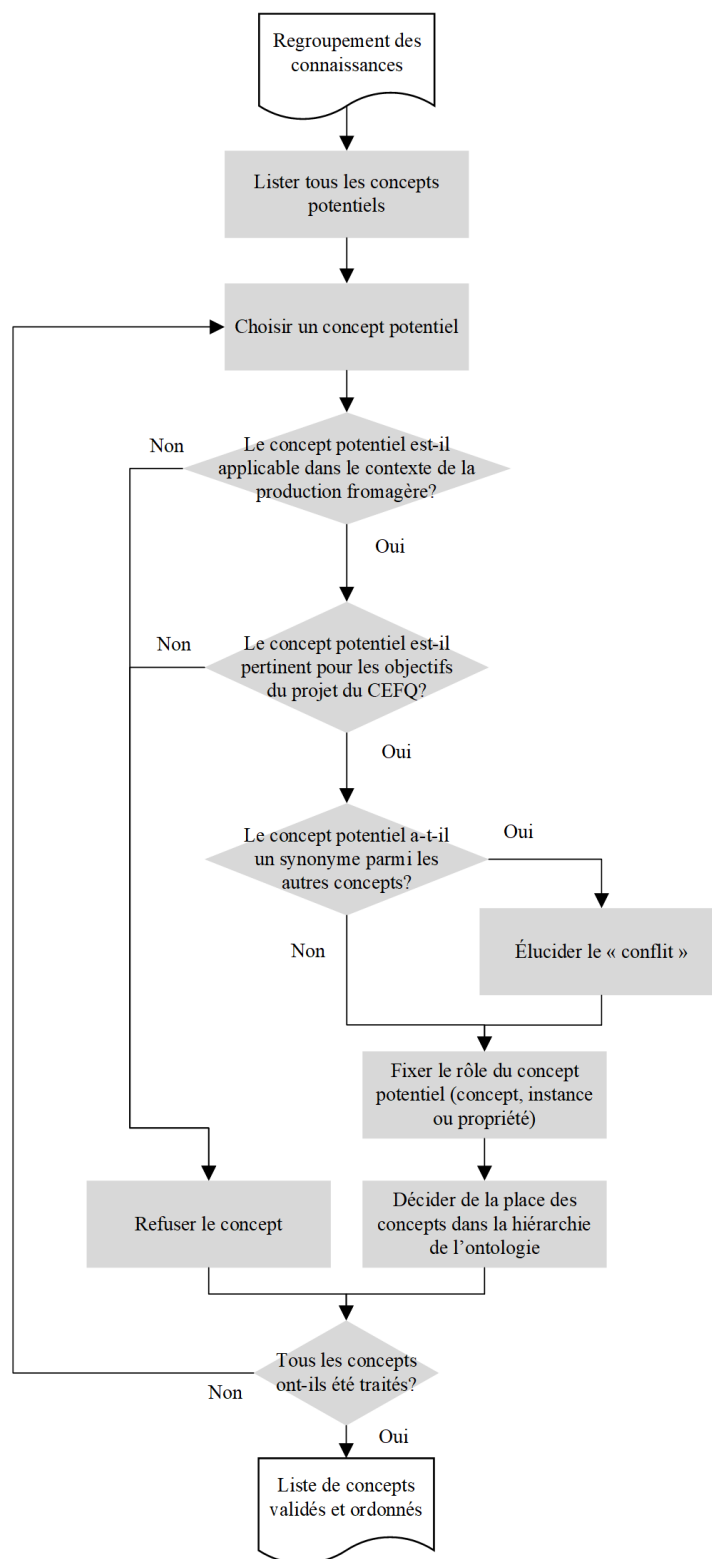 Regroupement des
connaissances
Lister tous les concepts
potentiels
Choisir un concept potentiel
Non
Le concept potentiel est-il
applicable dans le contexte de la
production fromagère?
Oui
Non
Le concept potentiel est-il
pertinent pour les objectifs
du projet du CEFQ?
Oui
Le concept potentiel a-t-il
un synonyme parmi les
autres concepts?
Oui
Non
Élucider le « conflit »
Fixer le rôle du concept
potentiel (concept, instance
ou propriété)
Refuser le concept
Décider de la place des
concepts dans la hiérarchie
de l’ontologie
Tous les concepts
ont-ils été traités?
Non
Oui
Liste de concepts
validés et ordonnés